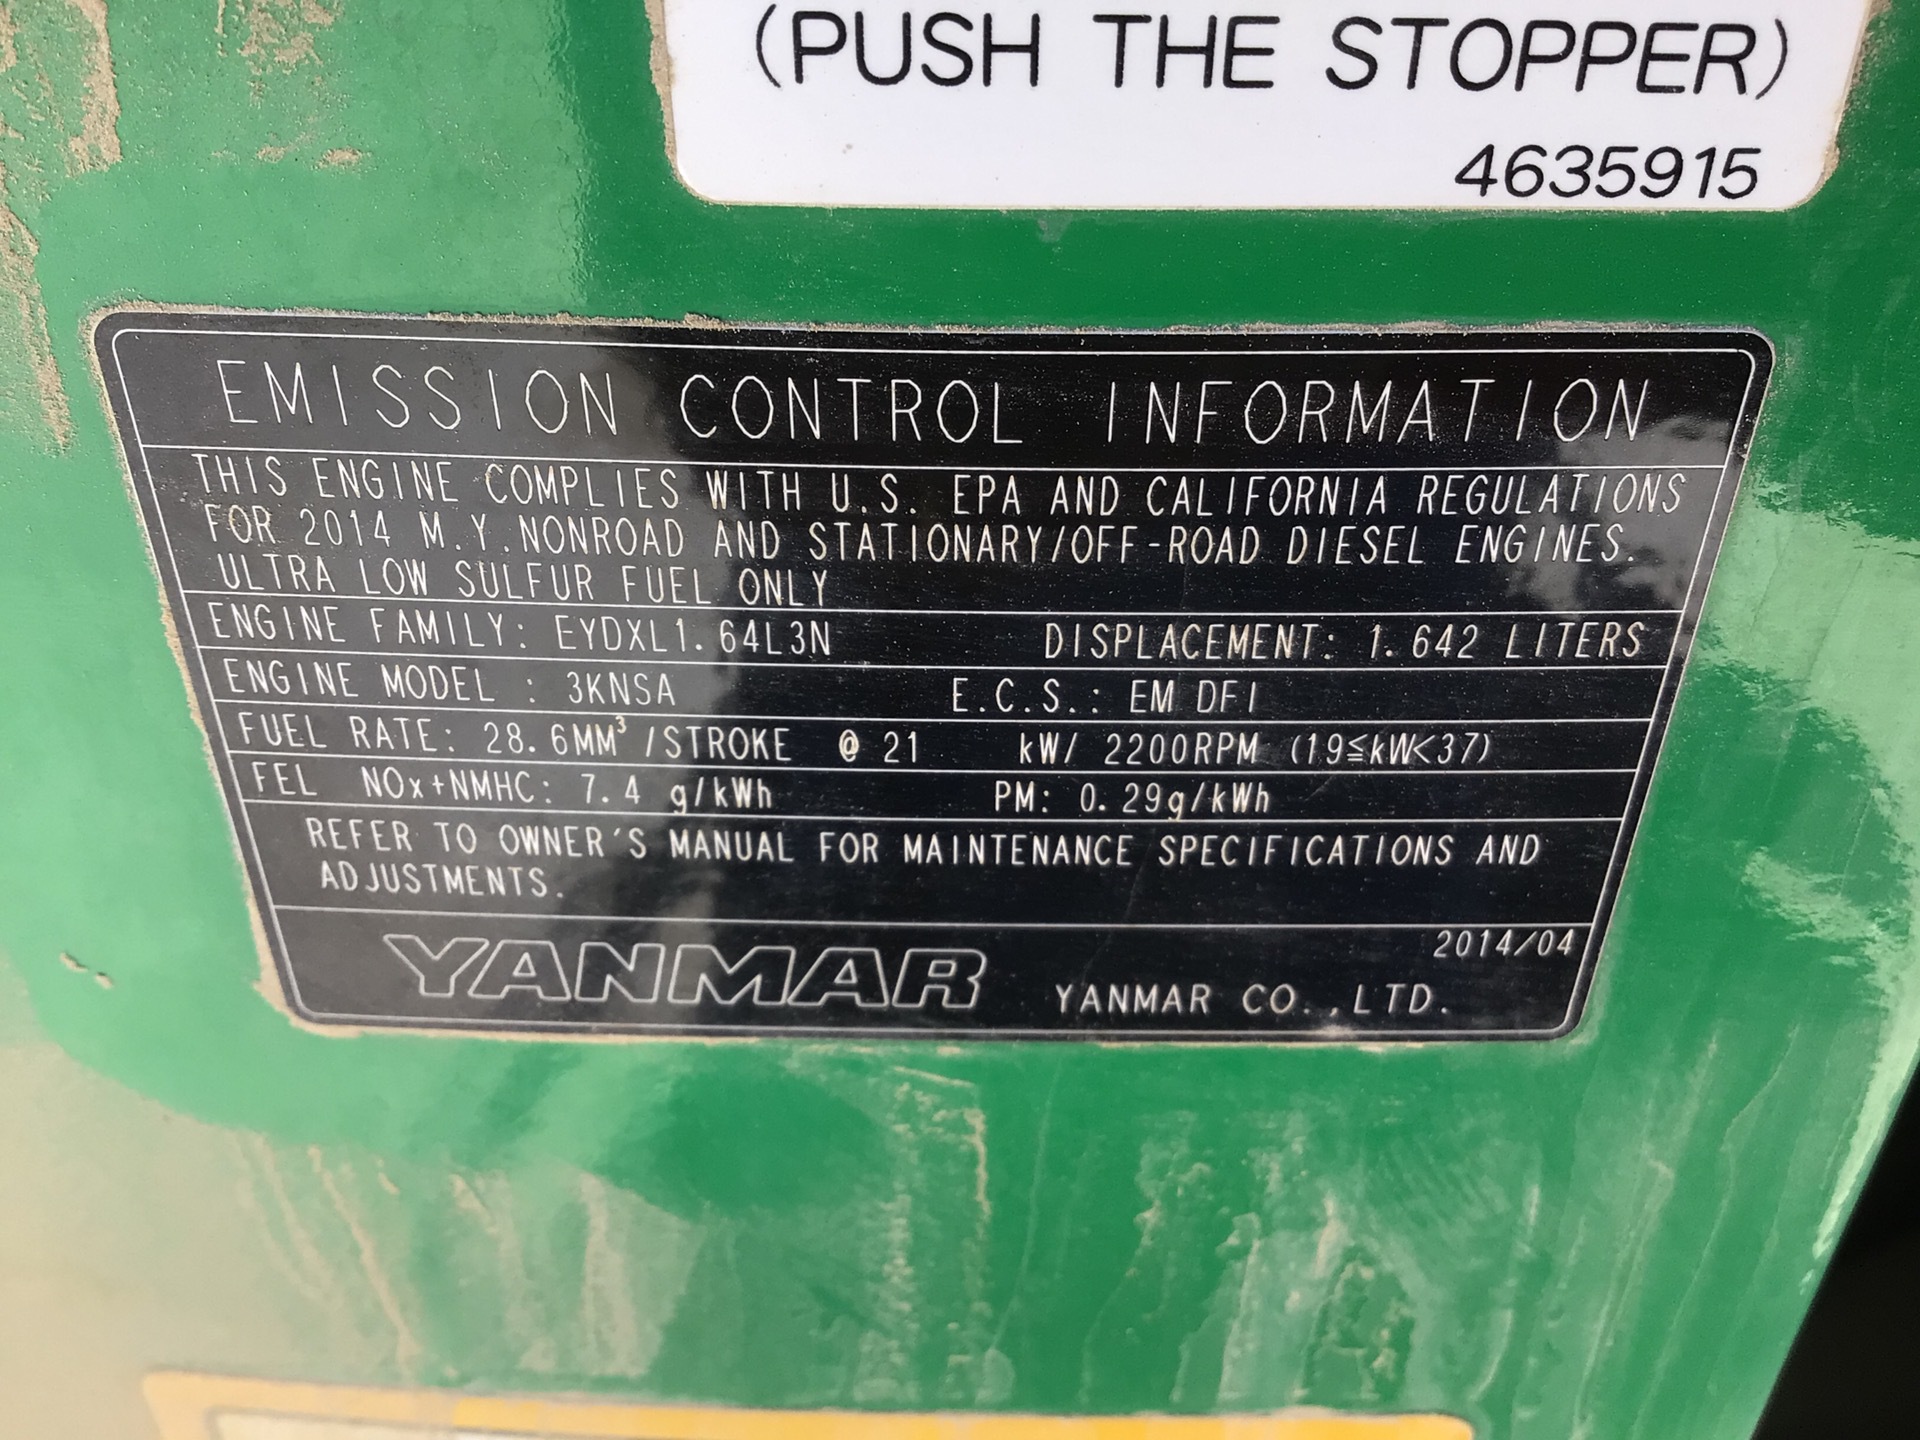 (PUSH THE STOPPER)
4635915
EMISSION CONTROL INFORMATION
THIS ENGINE COMPLIES WITH U.S. EPA AND CALIFORNIA REGULATIONS
FOR 2014 M.Y.NONROAD AND STATIONARY/OFF-ROAD DIESEL ENGINES.
ULTRA LOW SULFUR FUEL ONLY
ENGINE FAMILY: EYDXL1.64L3N DISPLACEMENT: 1.642 LITERS
ENGINE MODEL : 3KNSA E.C.S.: EM DFI
FUEL RATE: 28.6MM³/STROKE @ 21 kW/ 2200RPM (19≦kW<37)
FEL NOx+NMHC: 7.4 g/kWh PM: 0.29g/kWh
REFER TO OWNER'S MANUAL FOR MAINTENANCE SPECIFICATIONS AND
ADJUSTMENTS.
2014/04
YANMAR YANMAR CO.,LTD.